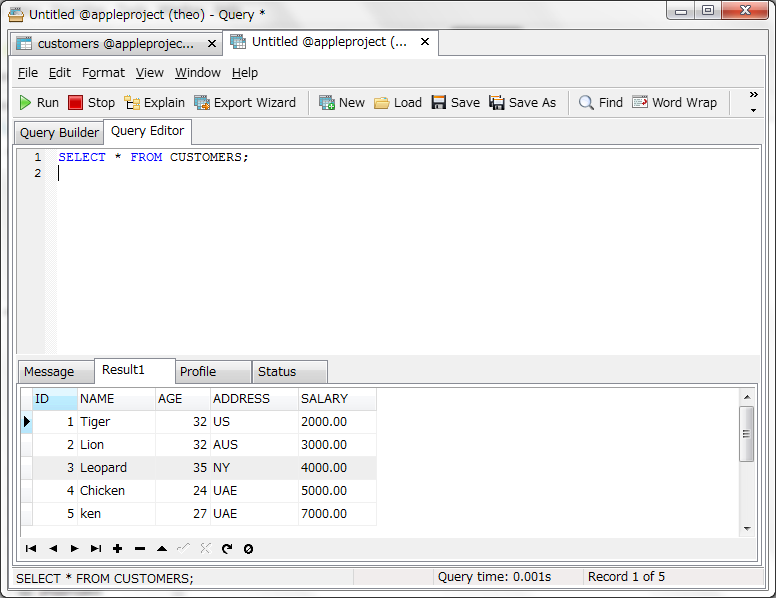 Untitled @appleproject (theo) - Query *
customers @appleprojec... Untitled @appleproject (...
File Edit Format View Window Help
Run Stop Explain Export Wizard New Load Save Save As Find Word Wrap
Query Builder Query Editor
1 SELECT * FROM CUSTOMERS;
2
Message Result1 Profile Status
ID NAME AGE ADDRESS SALARY
1 Tiger 32 US 2000.00
2 Lion 32 AUS 3000.00
3 Leopard 35 NY 4000.00
4 Chicken 24 UAE 5000.00
5 ken 27 UAE 7000.00
SELECT * FROM CUSTOMERS; Query time: 0.001s Record 1 of 5